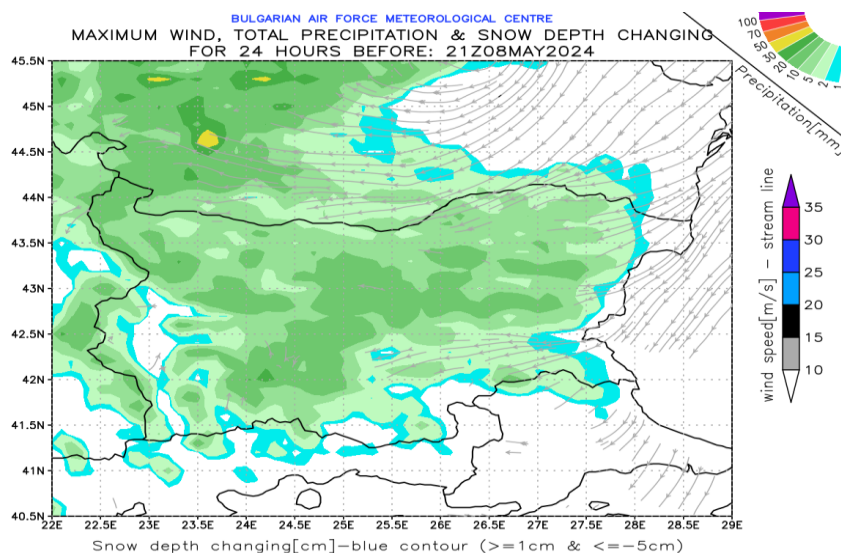 BULGARIAN AIR FORCE METEOROLOGICAL CENTRE
MAXIMUM WIND, TOTAL PRECIPITATION & SNOW DEPTH CHANGING
FOR 24 HOURS BEFORE: 21Z08MAY2024
100
70
50
30
20
10
5
2
1
Precipitation[mm]
45.5N
45N
44.5N
44N
43.5N
43N
42.5N
42N
41.5N
41N
40.5N
22E 22.5E 23E 23.5E 24E 24.5E 25E 25.5E 26E 26.5E 27E 27.5E 28E 28.5E 29E
35
30
25
20
15
10
wind speed[m/s] – stream line
Snow depth changing[cm]–blue contour (>=1cm & <=–5cm)